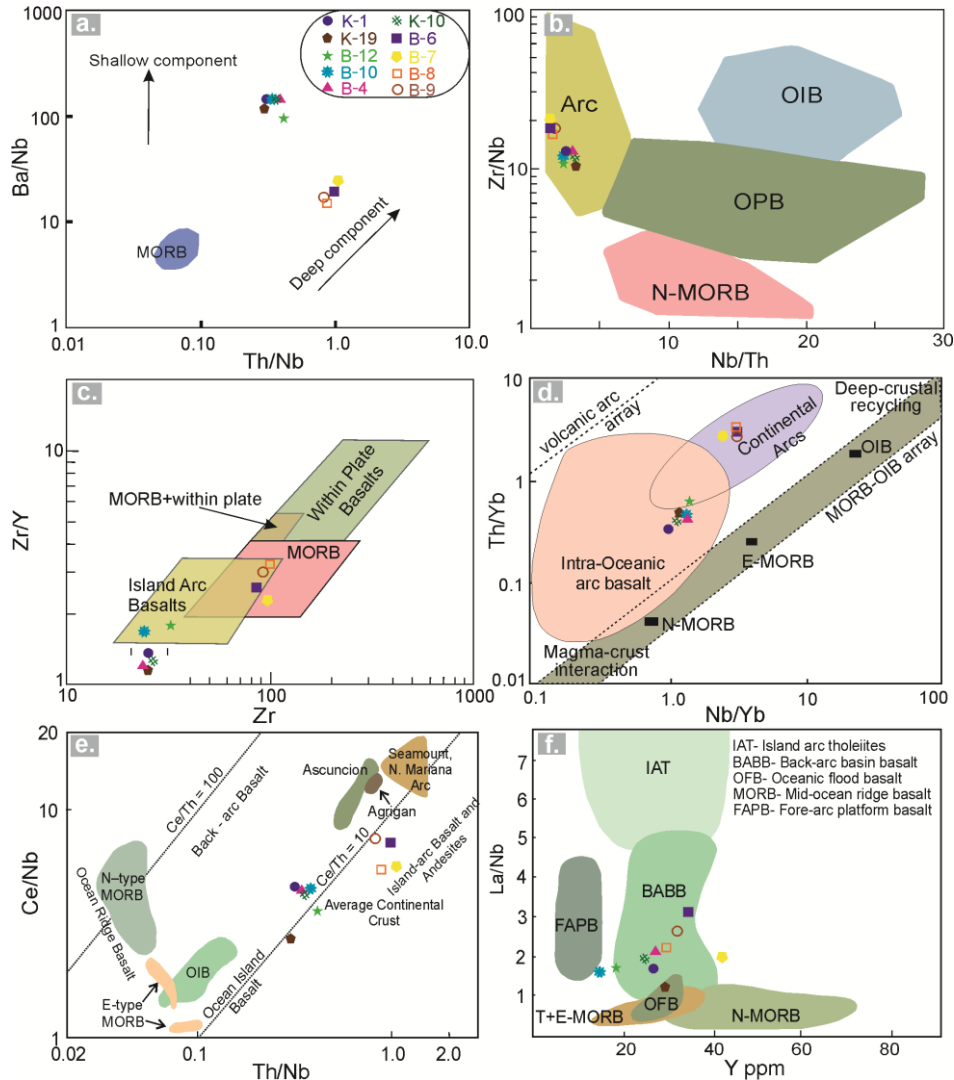 a.
K-1
K-10
K-19
B-6
B-12
B-7
B-10
B-8
B-4
B-9
1000
100
10
1
Ba/Nb
Shallow component
MORB
Deep component
0.01
0.1
1.0
10.0
Th/Nb
b.
100
10
1
Zr/Nb
Arc
OIB
OPB
N-MORB
10
20
30
Nb/Th
c.
10
1
Zr/Y
MORB+within plate
Within Plate
Basalts
MORB
Island Arc
Basalts
10
100
1000
Zr
d.
10
1.0
0.1
0.01
Th/Yb
volcanic arc
array
Continental
Arcs
Deep-crustal
recycling
OIB
MORB-OIB array
E-MORB
Intra-Oceanic
arc basalt
N-MORB
Magma-crust
interaction
0.1
1.0
10
100
Nb/Yb
e.
20
10
1
Ce/Nb
Ce/Th = 100
Back - arc Basalt
Ascuncion
Seamount,
N. Mariana
Arc
Agrigan
Ce/Th = 10
Island-arc Basalt and
Andesites
Average Continental
Crust
N-type
MORB
Ocean Ridge Basalt
OIB
E-type
MORB
Ocean Island
Basalt
0.02
0.1
1.0
3.0
Th/Nb
f.
IAT- Island arc tholeiites
BABB- Back-arc basin basalt
OFB- Oceanic flood basalt
MORB- Mid-ocean ridge basalt
FAPB- Fore-arc platform basalt
7
6
5
4
3
2
1
La/Nb
IAT
BABB
FAPB
OFB
T+E-MORB
N-MORB
20
40
60
80
Y ppm